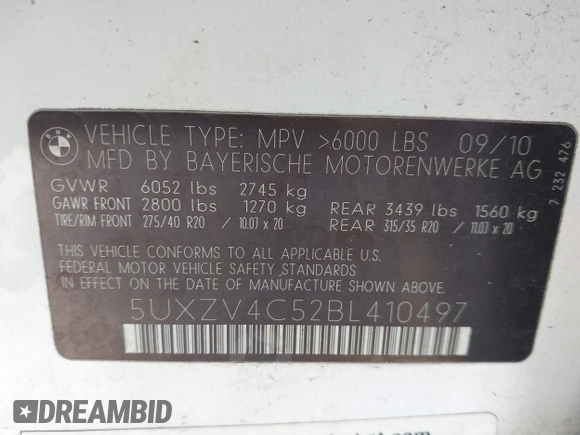 BMW
VEHICLE TYPE: MPV >6000 LBS 09/10
MFD BY BAYERISCHE MOTORENWERKE AG
GVWR 6052 lbs 2745 kg
GAWR FRONT 2800 lbs 1270 kg REAR 3439 lbs 1560 kg
TIRE/RIM FRONT 275/40 R20 / 10.0J x 20 REAR 315/35 R20 / 11.0J x 20
THIS VEHICLE CONFORMS TO ALL APPLICABLE U.S.
FEDERAL MOTOR VEHICLE SAFETY STANDARDS
IN EFFECT ON THE DATE OF MANUFACTURE SHOWN ABOVE.
5UXZV4C52BL410497
7 232 476
DREAMBID